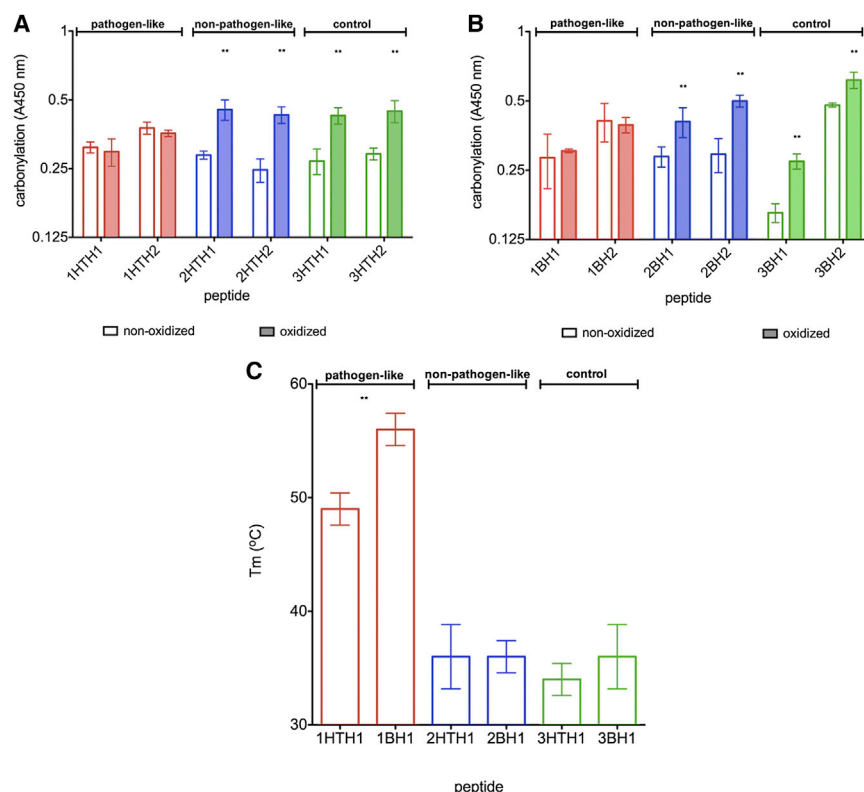 A
pathogen-like non-pathogen-like control
1
0.5
0.25
0.125
carbonylation (A450 nm)
** ** ** **
1HTH1 1HTH2 2HTH1 2HTH2 3HTH1 3HTH2
peptide
non-oxidized oxidized
B
pathogen-like non-pathogen-like control
1
0.5
0.25
0.125
carbonylation (A450 nm)
** ** ** **
1BH1 1BH2 2BH1 2BH2 3BH1 3BH2
peptide
non-oxidized oxidized
C
pathogen-like non-pathogen-like control
**
60
50
40
30
Tm (ºC)
1HTH1 1BH1 2HTH1 2BH1 3HTH1 3BH1
peptide